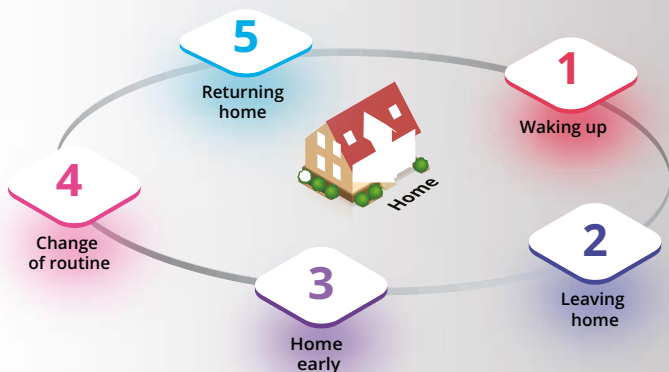 1
Waking up
2
Leaving
home
3
Home
early
4
Change
of routine
5
Returning
home
Home